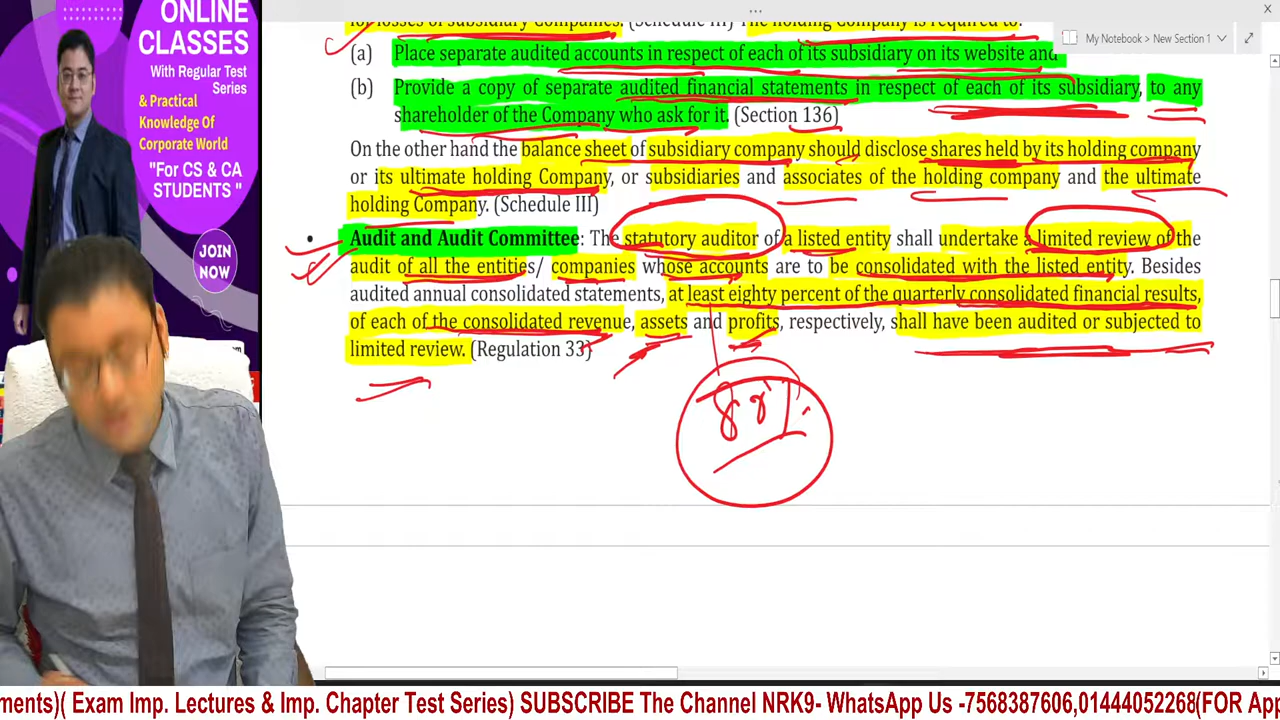 ONLINE
CLASSES
With Regular Test
Series
& Practical
Knowledge Of
Corporate World
"For CS & CA
STUDENTS "
JOIN
NOW
...
My Notebook > New Section 1
for losses of subsidiary Companies. (Schedule III) The holding Company is required to:
(a) Place separate audited accounts in respect of each of its subsidiary on its website and
(b) Provide a copy of separate audited financial statements in respect of each of its subsidiary, to any
shareholder of the Company who ask for it. (Section 136)
On the other hand the balance sheet of subsidiary company should disclose shares held by its holding company
or its ultimate holding Company, or subsidiaries and associates of the holding company and the ultimate
holding Company. (Schedule III)
• Audit and Audit Committee: The statutory auditor of a listed entity shall undertake a limited review of the
audit of all the entities/ companies whose accounts are to be consolidated with the listed entity. Besides
audited annual consolidated statements, at least eighty percent of the quarterly consolidated financial results,
of each of the consolidated revenue, assets and profits, respectively, shall have been audited or subjected to
limited review. (Regulation 33)
ments)( Exam Imp. Lectures & Imp. Chapter Test Series) SUBSCRIBE The Channel NRK9- WhatsApp Us -7568387606,01444052268(FOR App